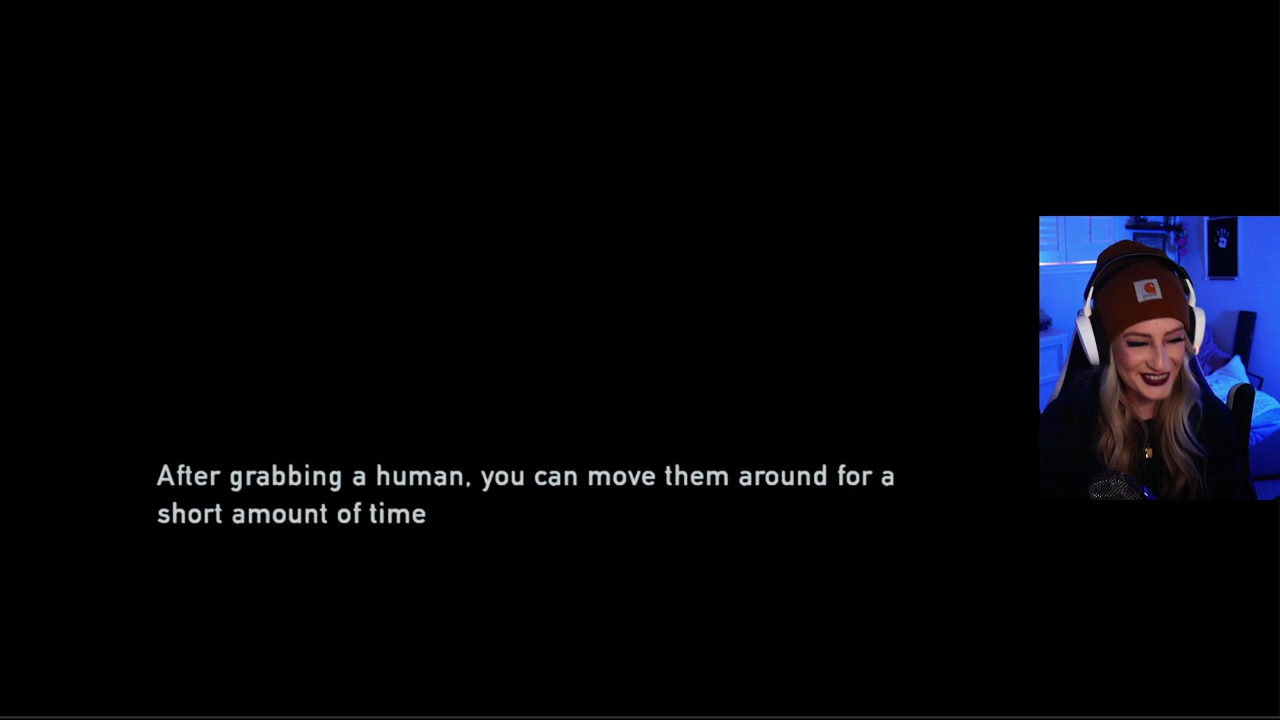 After grabbing a human, you can move them around for a
short amount of time